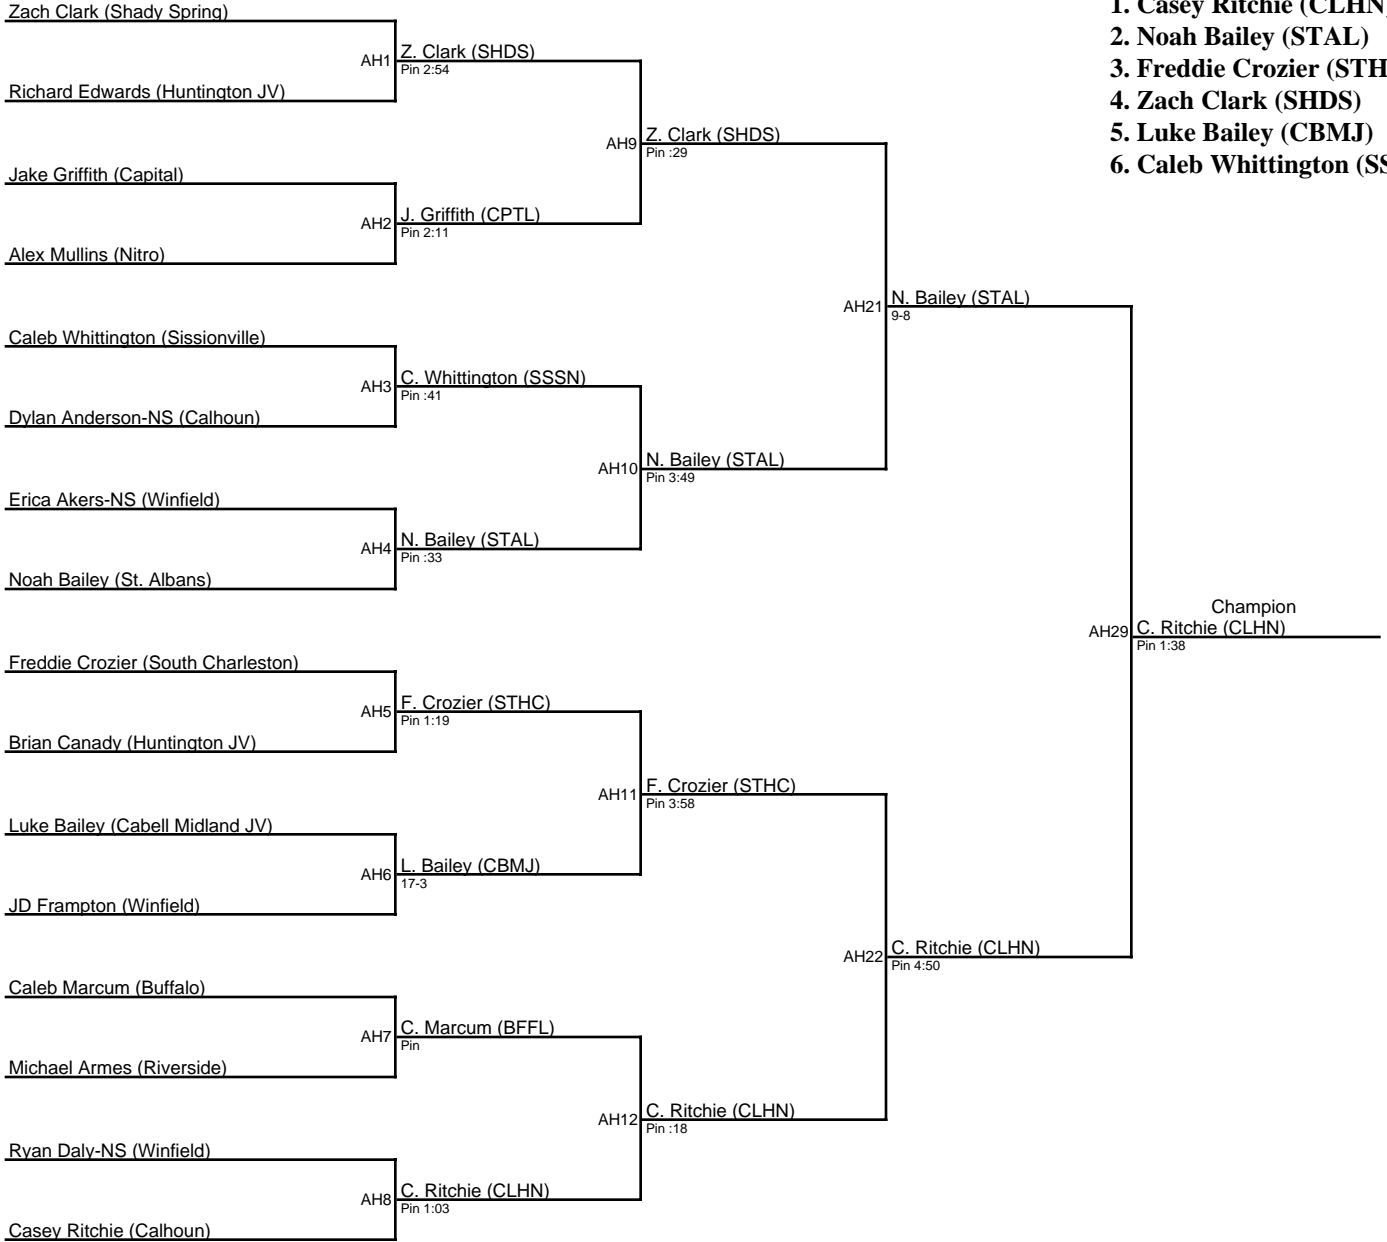 Zach Clark (Shady Spring)
AH1
Z. Clark (SHDS)
Pin 2:54
Richard Edwards (Huntington JV)
AH9
Z. Clark (SHDS)
Pin :29
Jake Griffith (Capital)
AH2
J. Griffith (CPTL)
Pin 2:11
Alex Mullins (Nitro)
AH21
N. Bailey (STAL)
9-8
Caleb Whittington (Sissionville)
AH3
C. Whittington (SSSN)
Pin :41
Dylan Anderson-NS (Calhoun)
AH10
N. Bailey (STAL)
Pin 3:49
Erica Akers-NS (Winfield)
AH4
N. Bailey (STAL)
Pin :33
Noah Bailey (St. Albans)
Champion
AH29
C. Ritchie (CLHN)
Pin 1:38
Freddie Crozier (South Charleston)
AH5
F. Crozier (STHC)
Pin 1:19
Brian Canady (Huntington JV)
AH11
F. Crozier (STHC)
Pin 3:58
Luke Bailey (Cabell Midland JV)
AH6
L. Bailey (CBMJ)
17-3
JD Frampton (Winfield)
AH22
C. Ritchie (CLHN)
Pin 4:50
Caleb Marcum (Buffalo)
AH7
C. Marcum (BFFL)
Pin
Michael Armes (Riverside)
AH12
C. Ritchie (CLHN)
Pin :18
Ryan Daly-NS (Winfield)
AH8
C. Ritchie (CLHN)
Pin 1:03
Casey Ritchie (Calhoun)
1. Casey Ritchie (CLHN)
2. Noah Bailey (STAL)
3. Freddie Crozier (STH
4. Zach Clark (SHDS)
5. Luke Bailey (CBMJ)
6. Caleb Whittington (SS